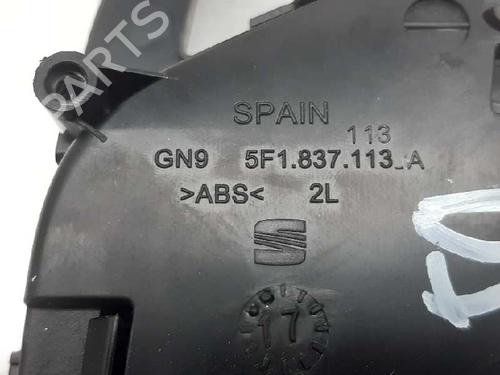 PARTS
SPAIN
113
GN9 5F1.837.113_A
>ABS< 2L
17